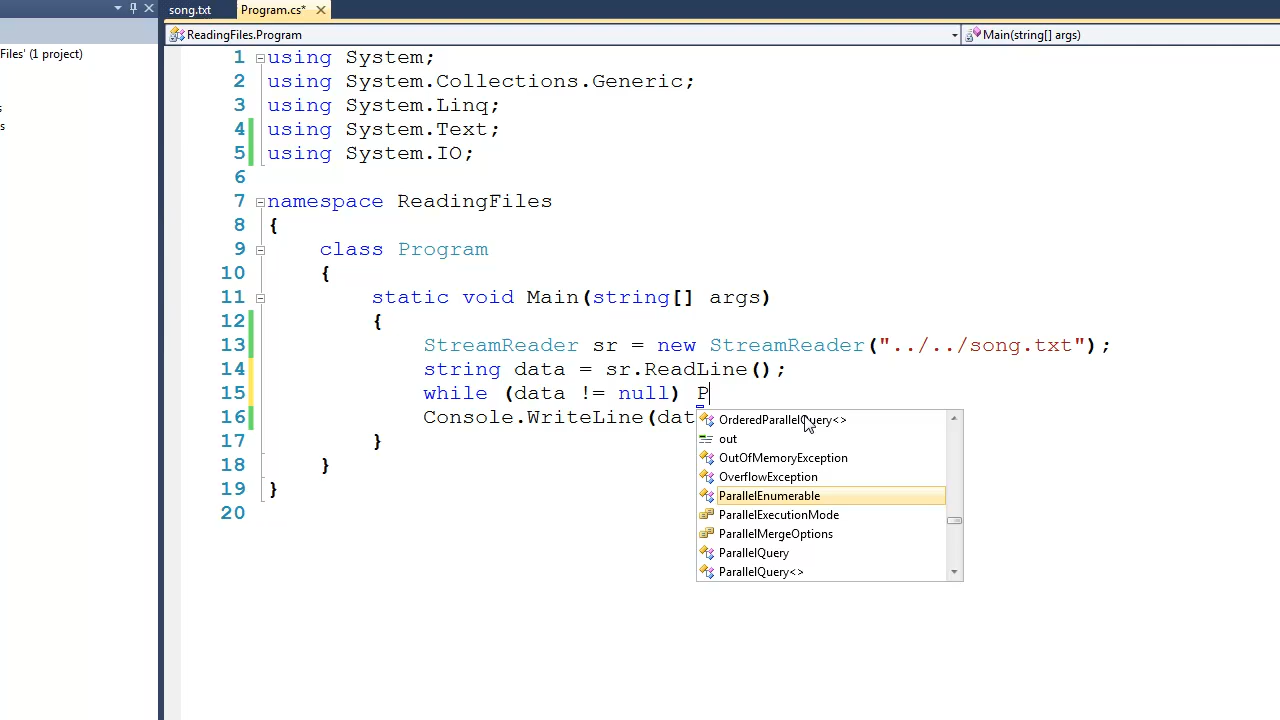 song.txt Program.cs*
ReadingFiles.Program Main(string[] args)
Files' (1 project)
s
s
1 using System;
2 using System.Collections.Generic;
3 using System.Linq;
4 using System.Text;
5 using System.IO;
6
7 namespace ReadingFiles
8 {
9 class Program
10 {
11 static void Main(string[] args)
12 {
13 StreamReader sr = new StreamReader("../../song.txt");
14 string data = sr.ReadLine();
15 while (data != null) P
16 Console.WriteLine(dat
17 }
18 }
19 }
20
OrderedParallelQuery<>
out
OutOfMemoryException
OverflowException
ParallelEnumerable
ParallelExecutionMode
ParallelMergeOptions
ParallelQuery
ParallelQuery<>